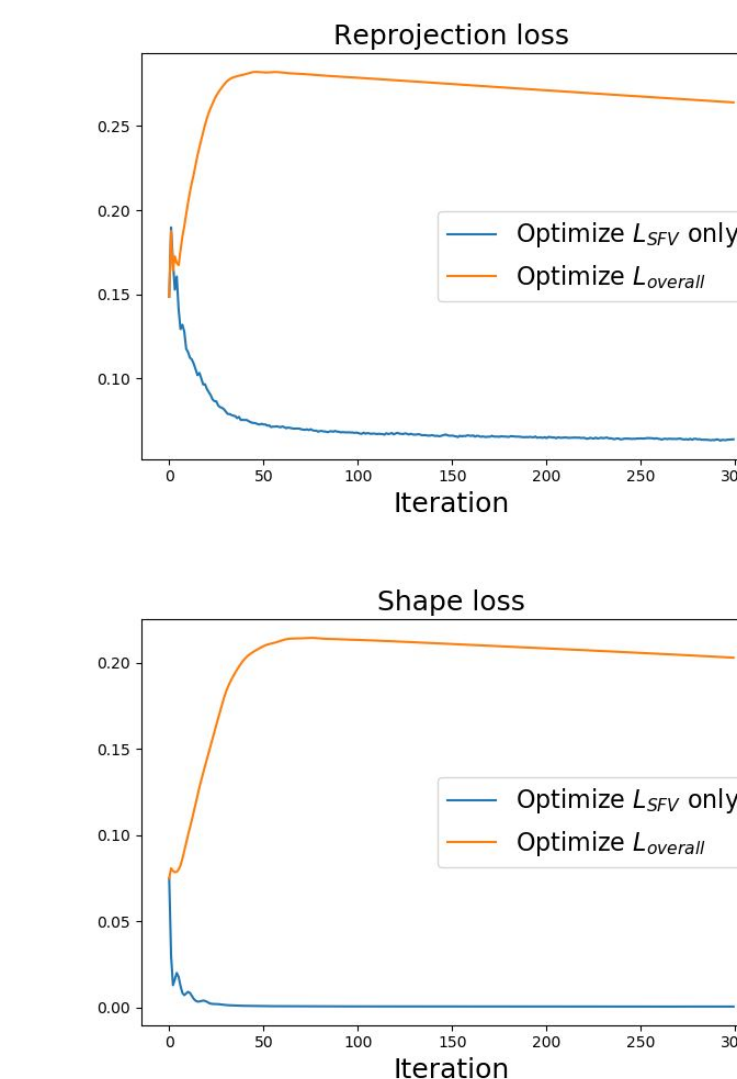 Reprojection loss
0.25
0.20
0.15
0.10
Optimize L_SFV only
Optimize L_overall
0 50 100 150 200 250 30
Iteration
Shape loss
0.20
0.15
0.10
0.05
0.00
Optimize L_SFV only
Optimize L_overall
0 50 100 150 200 250 30
Iteration